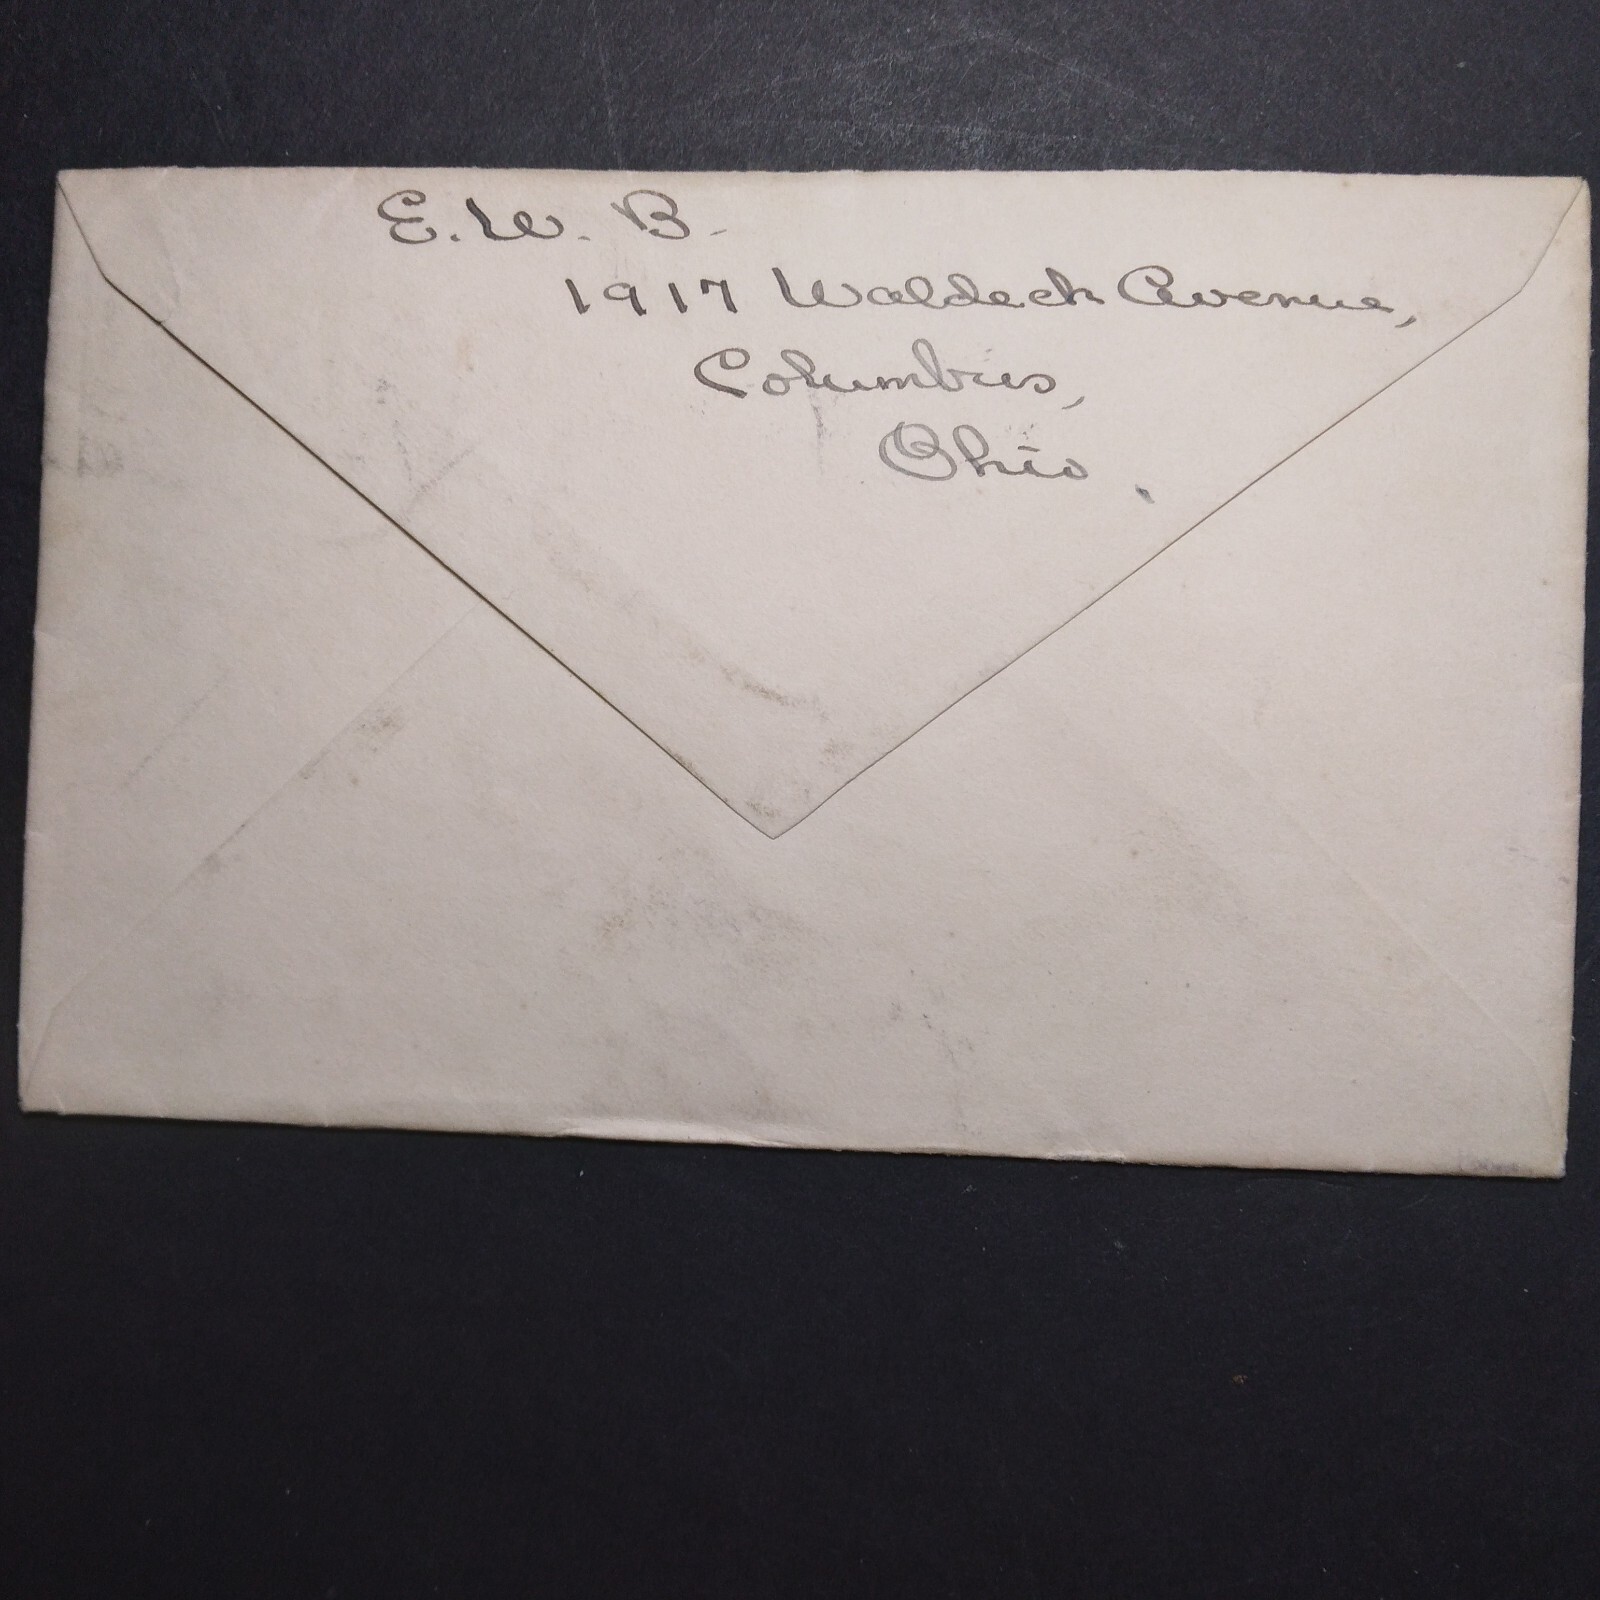 E. W. B.
1917 Waldeck Avenue,
Columbus,
Ohio.